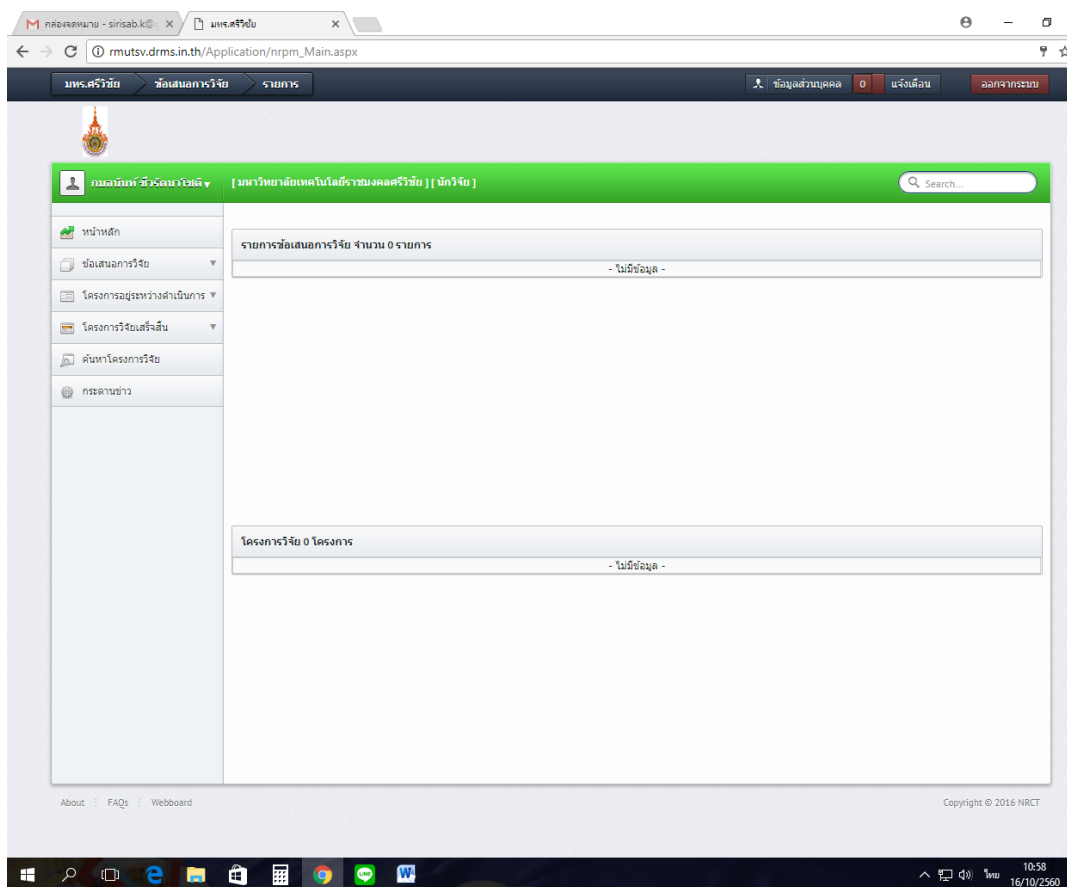 กล่องจดหมาย - sirisab.k@
มทร.ศรีวิชัย
rmutsv.drms.in.th/Application/nrpm_Main.aspx
มทร.ศรีวิชัย ข้อเสนอการวิจัย รายการ ข้อมูลส่วนบุคคล 0 แจ้งเตือน ออกจากระบบ
[ มหาวิทยาลัยเทคโนโลยีราชมงคลศรีวิชัย ] [ นักวิจัย ] Search...
หน้าหลัก
ข้อเสนอการวิจัย
โครงการอยู่ระหว่างดำเนินการ
โครงการวิจัยเสร็จสิ้น
ค้นหาโครงการวิจัย
กระดานข่าว
รายการข้อเสนอการวิจัย จำนวน 0 รายการ
- ไม่มีข้อมูล -
โครงการวิจัย 0 โครงการ
- ไม่มีข้อมูล -
About FAQs Webboard Copyright © 2016 NRCT
LINE
ไทย
10:58
16/10/2560